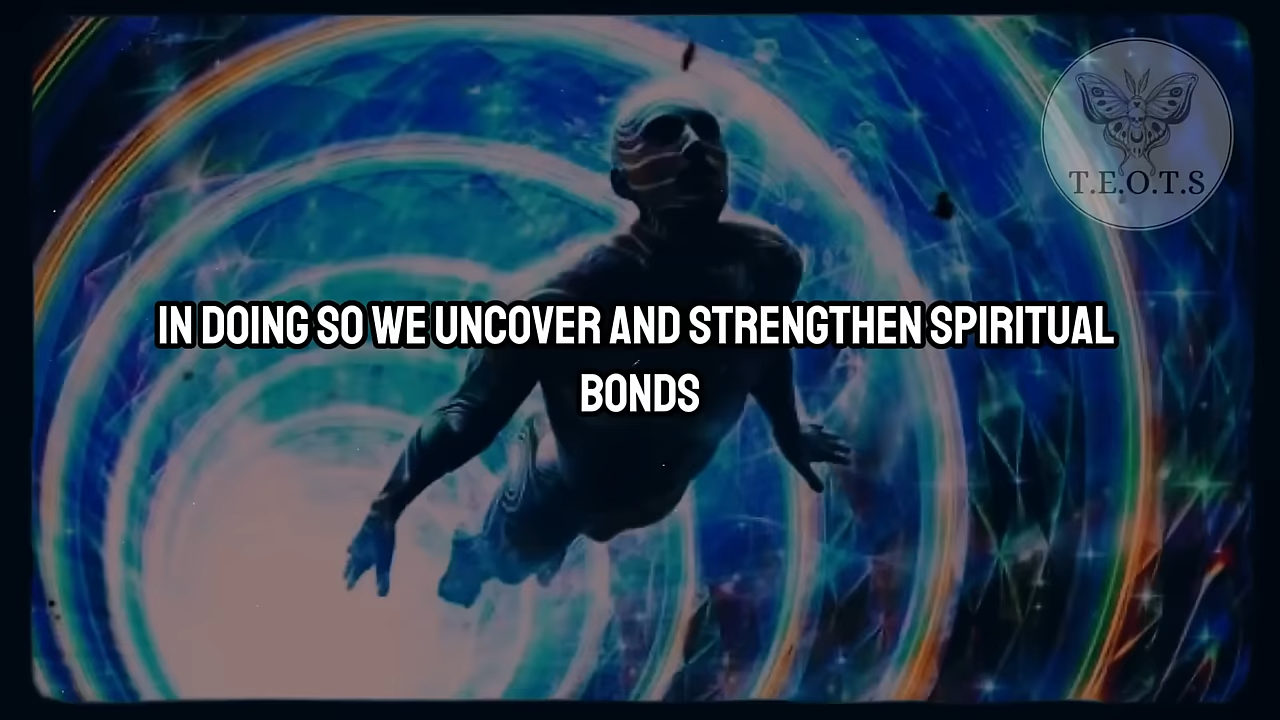 T.E.O.T.S
IN DOING SO WE UNCOVER AND STRENGTHEN SPIRITUAL
BONDS